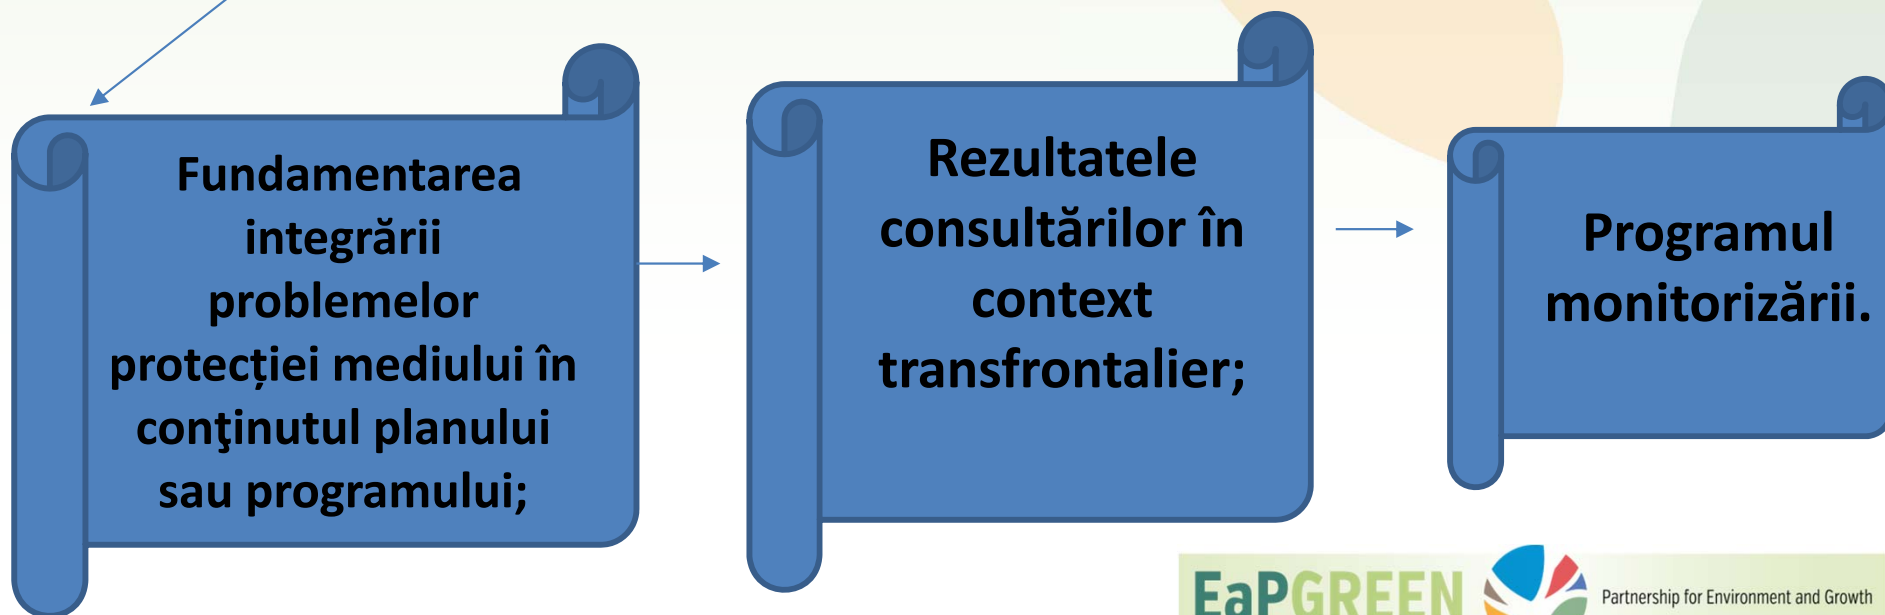 Fundamentarea
integrării
problemelor
protecției mediului în
conţinutul planului
sau programului;
Rezultatele
consultărilor în
context
transfrontalier;
Programul
monitorizării.
EaPGREEN
Partnership for Environment and Growth